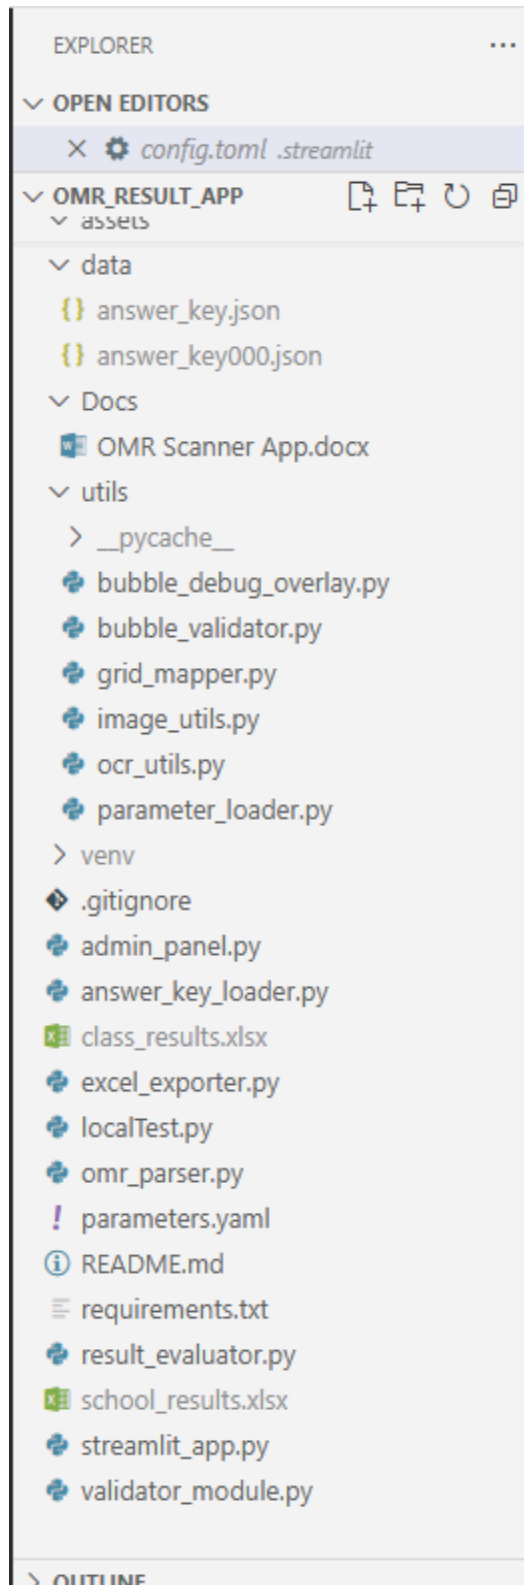 EXPLORER
OPEN EDITORS
config.toml .streamlit
OMR_RESULT_APP
assets
data
{} answer_key.json
{} answer_key000.json
Docs
OMR Scanner App.docx
utils
__pycache__
bubble_debug_overlay.py
bubble_validator.py
grid_mapper.py
image_utils.py
ocr_utils.py
parameter_loader.py
venv
.gitignore
admin_panel.py
answer_key_loader.py
class_results.xlsx
excel_exporter.py
localTest.py
omr_parser.py
! parameters.yaml
README.md
requirements.txt
result_evaluator.py
school_results.xlsx
streamlit_app.py
validator_module.py
OUTLINE